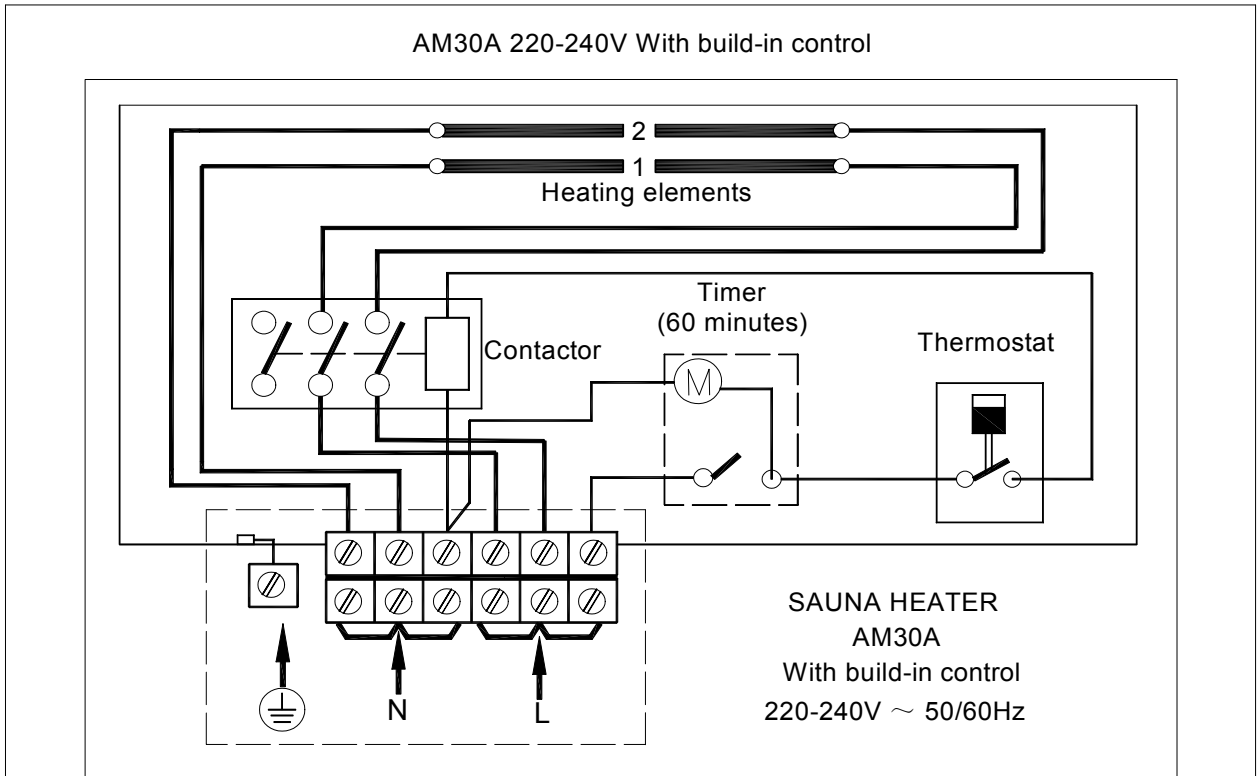 AM30A 220-240V With build-in control
2
1
Heating elements
Timer
(60 minutes)
Contactor
Thermostat
M
SAUNA HEATER
AM30A
With build-in control
220-240V ～ 50/60Hz
N
L